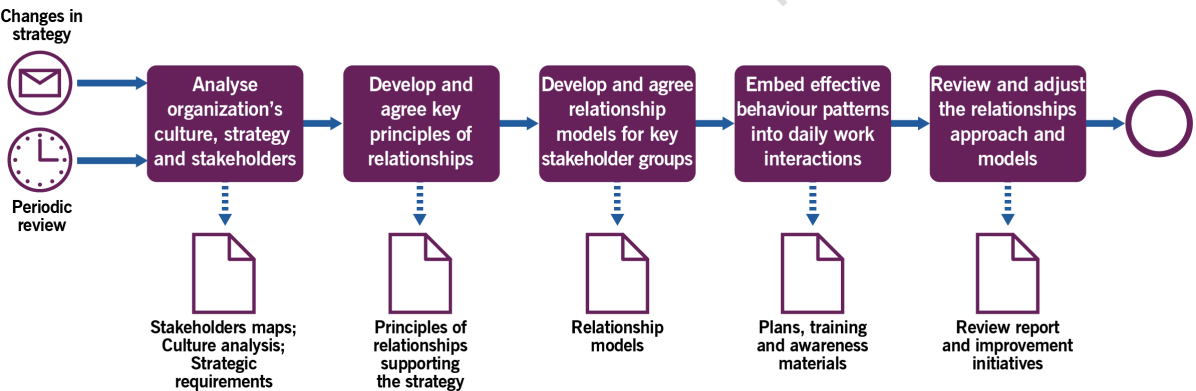 Changes in
strategy
Periodic
review
Analyse
organization's
culture, strategy
and stakeholders
Develop and
agree key
principles of
relationships
Develop and agree
relationship
models for key
stakeholder groups
Embed effective
behaviour patterns
into daily work
interactions
Review and adjust
the relationships
approach and
models
Stakeholders maps;
Culture analysis;
Strategic
requirements
Principles of
relationships
supporting
the strategy
Relationship
models
Plans, training
and awareness
materials
Review report
and improvement
initiatives